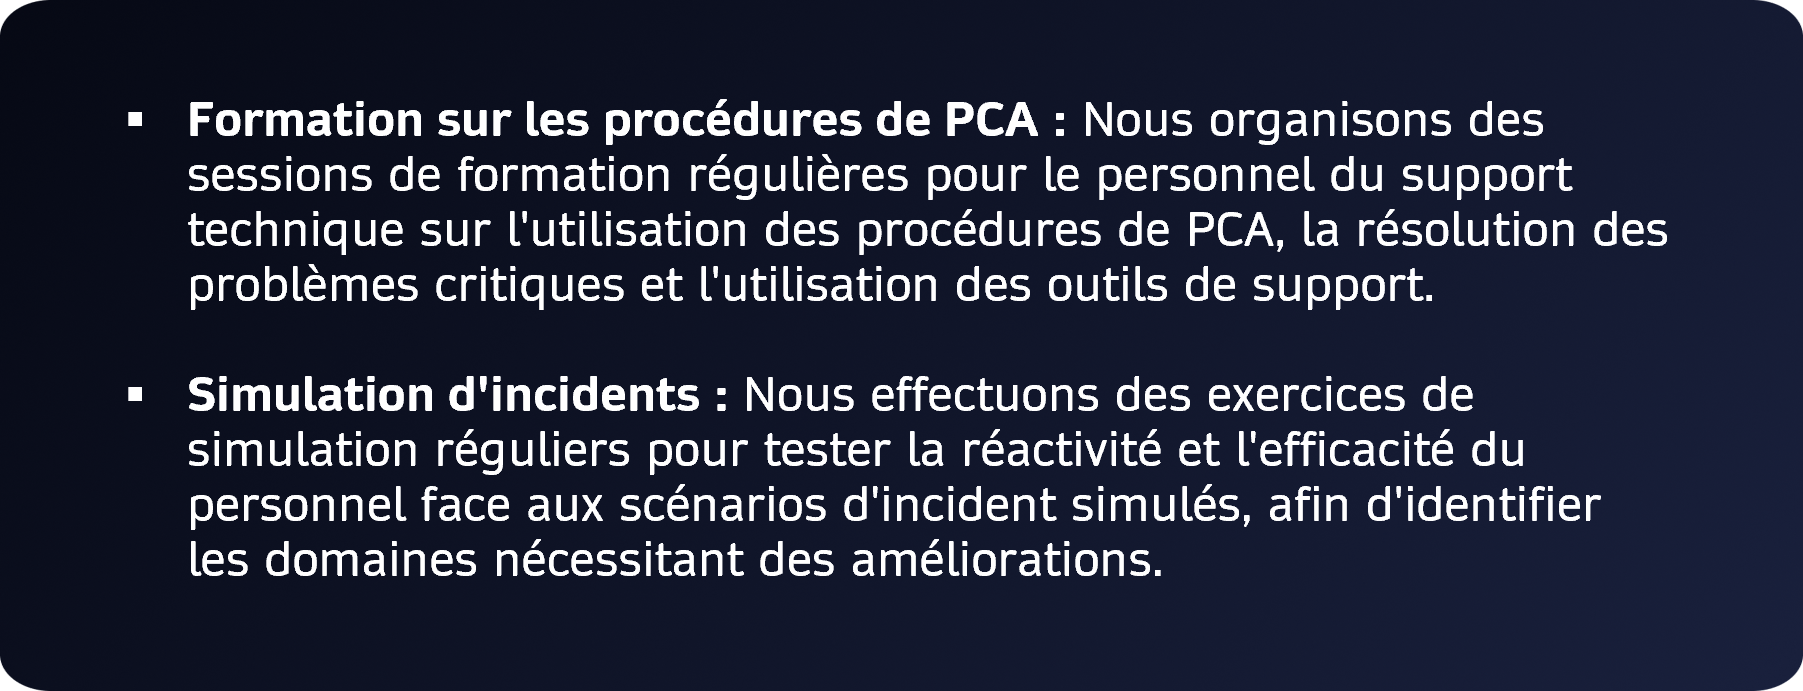 ▪ Formation sur les procédures de PCA : Nous organisons des
sessions de formation régulières pour le personnel du support
technique sur l'utilisation des procédures de PCA, la résolution des
problèmes critiques et l'utilisation des outils de support.
▪ Simulation d'incidents : Nous effectuons des exercices de
simulation réguliers pour tester la réactivité et l'efficacité du
personnel face aux scénarios d'incident simulés, afin d'identifier
les domaines nécessitant des améliorations.